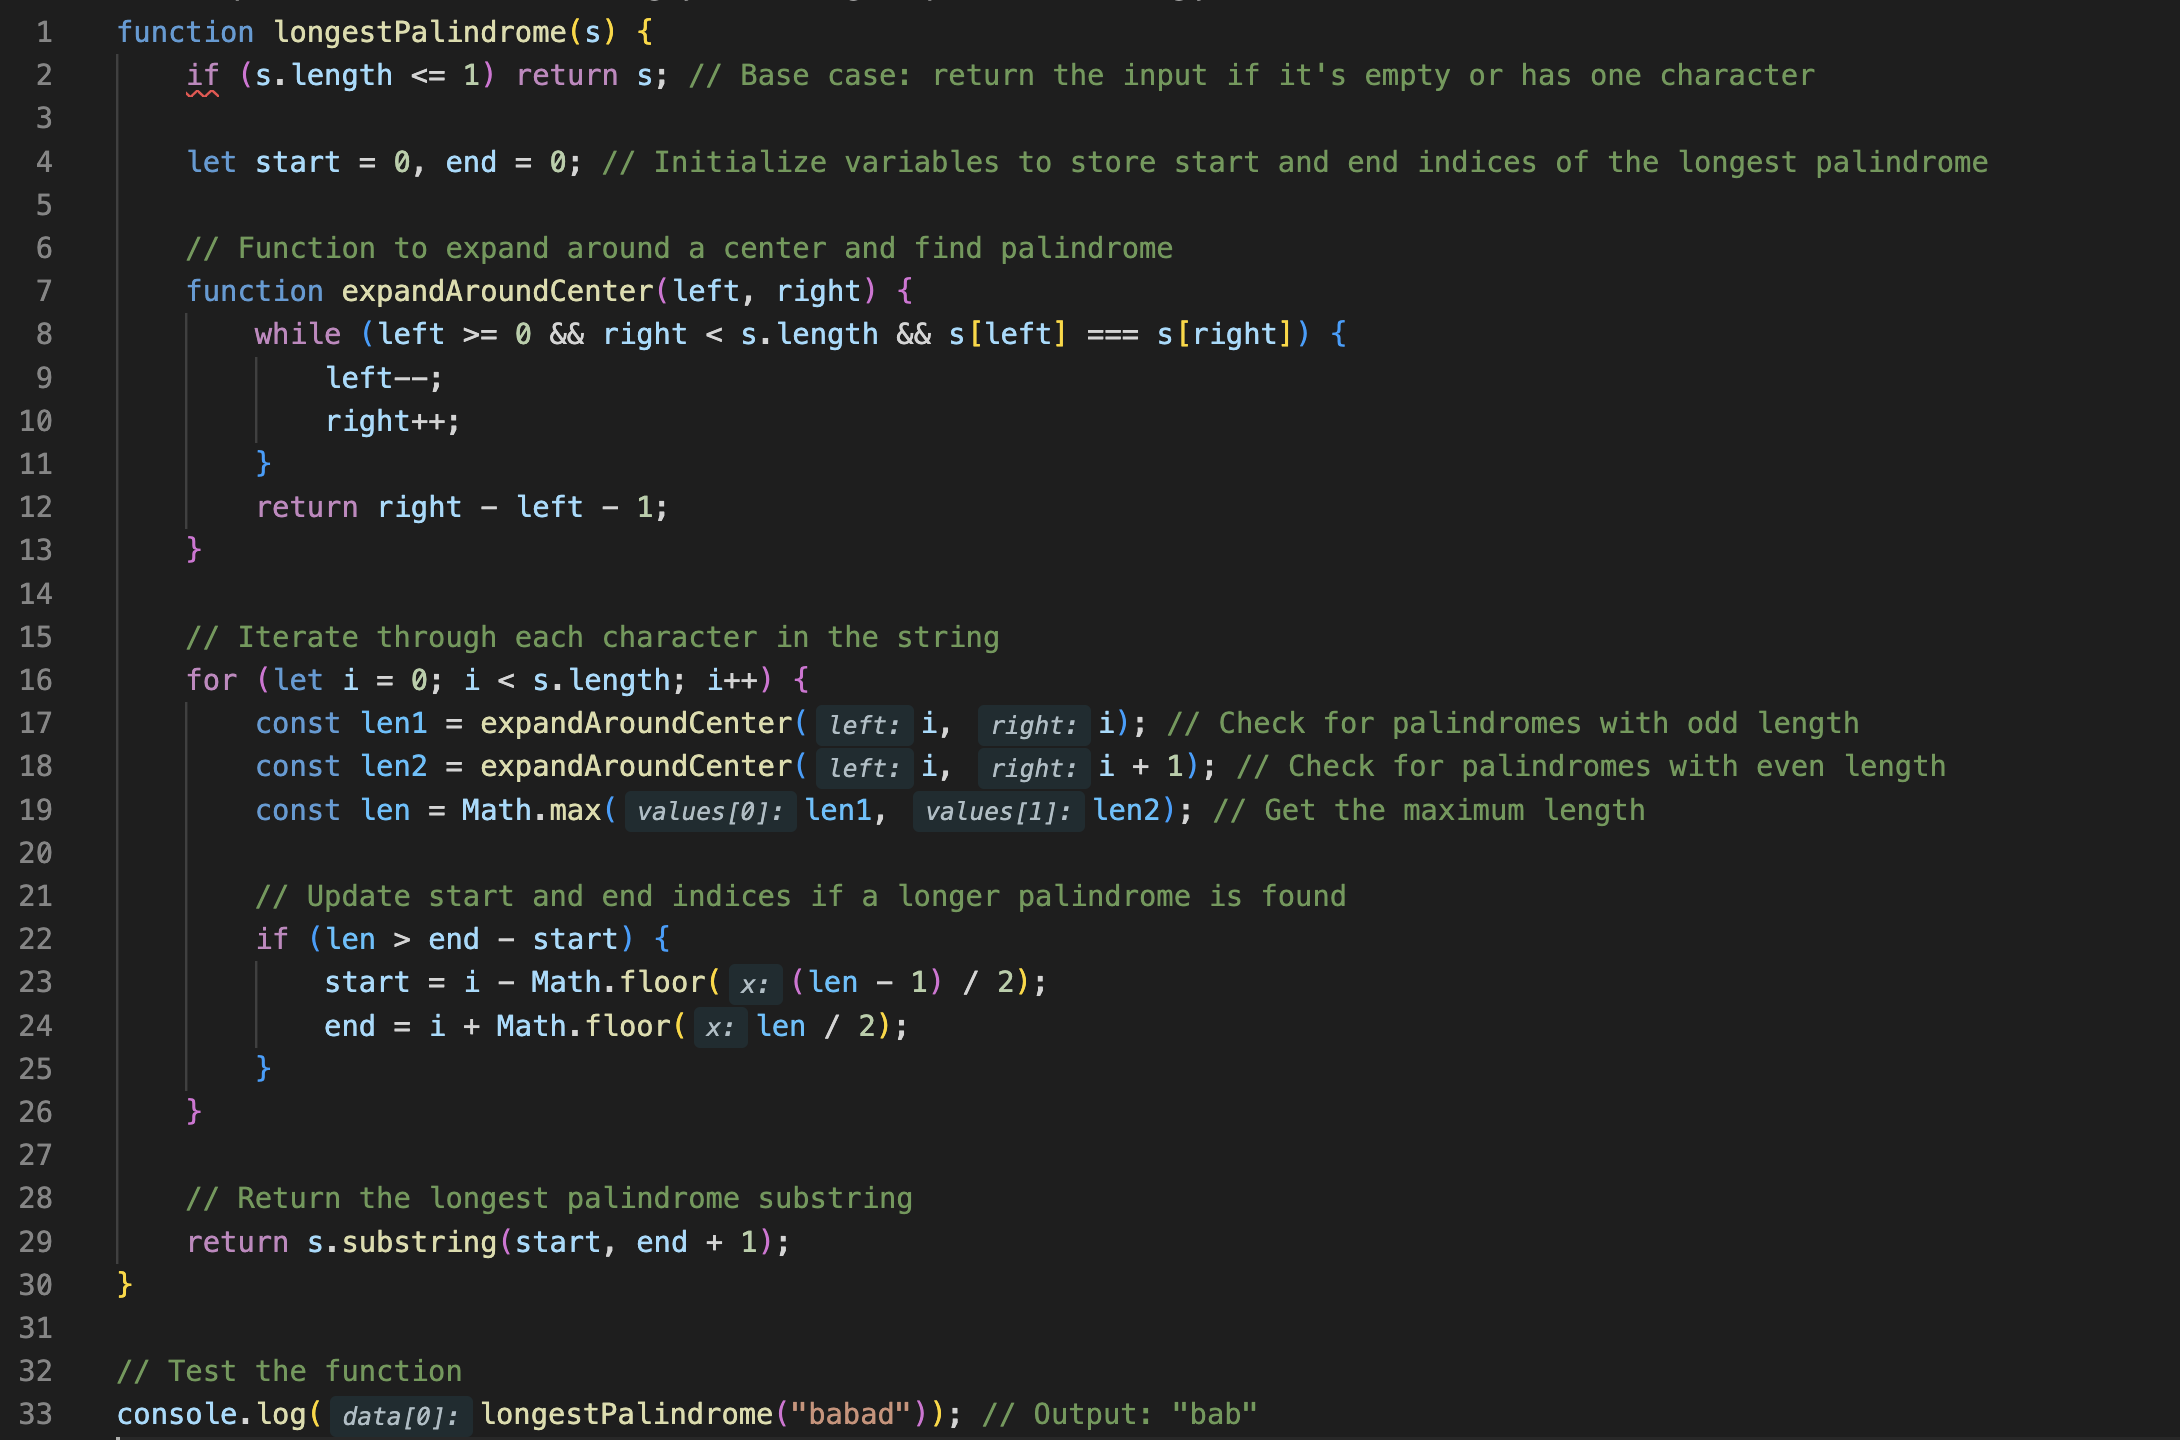 1 function longestPalindrome(s) {
2 if (s.length <= 1) return s; // Base case: return the input if it's empty or has one character
3
4 let start = 0, end = 0; // Initialize variables to store start and end indices of the longest palindrome
5
6 // Function to expand around a center and find palindrome
7 function expandAroundCenter(left, right) {
8 while (left >= 0 && right < s.length && s[left] === s[right]) {
9 left--;
10 right++;
11 }
12 return right - left - 1;
13 }
14
15 // Iterate through each character in the string
16 for (let i = 0; i < s.length; i++) {
17 const len1 = expandAroundCenter( left: i, right: i); // Check for palindromes with odd length
18 const len2 = expandAroundCenter( left: i, right: i + 1); // Check for palindromes with even length
19 const len = Math.max( values[0]: len1, values[1]: len2); // Get the maximum length
20
21 // Update start and end indices if a longer palindrome is found
22 if (len > end - start) {
23 start = i - Math.floor( x: (len - 1) / 2);
24 end = i + Math.floor( x: len / 2);
25 }
26 }
27
28 // Return the longest palindrome substring
29 return s.substring(start, end + 1);
30 }
31
32 // Test the function
33 console.log( data[0]: longestPalindrome("babad")); // Output: "bab"